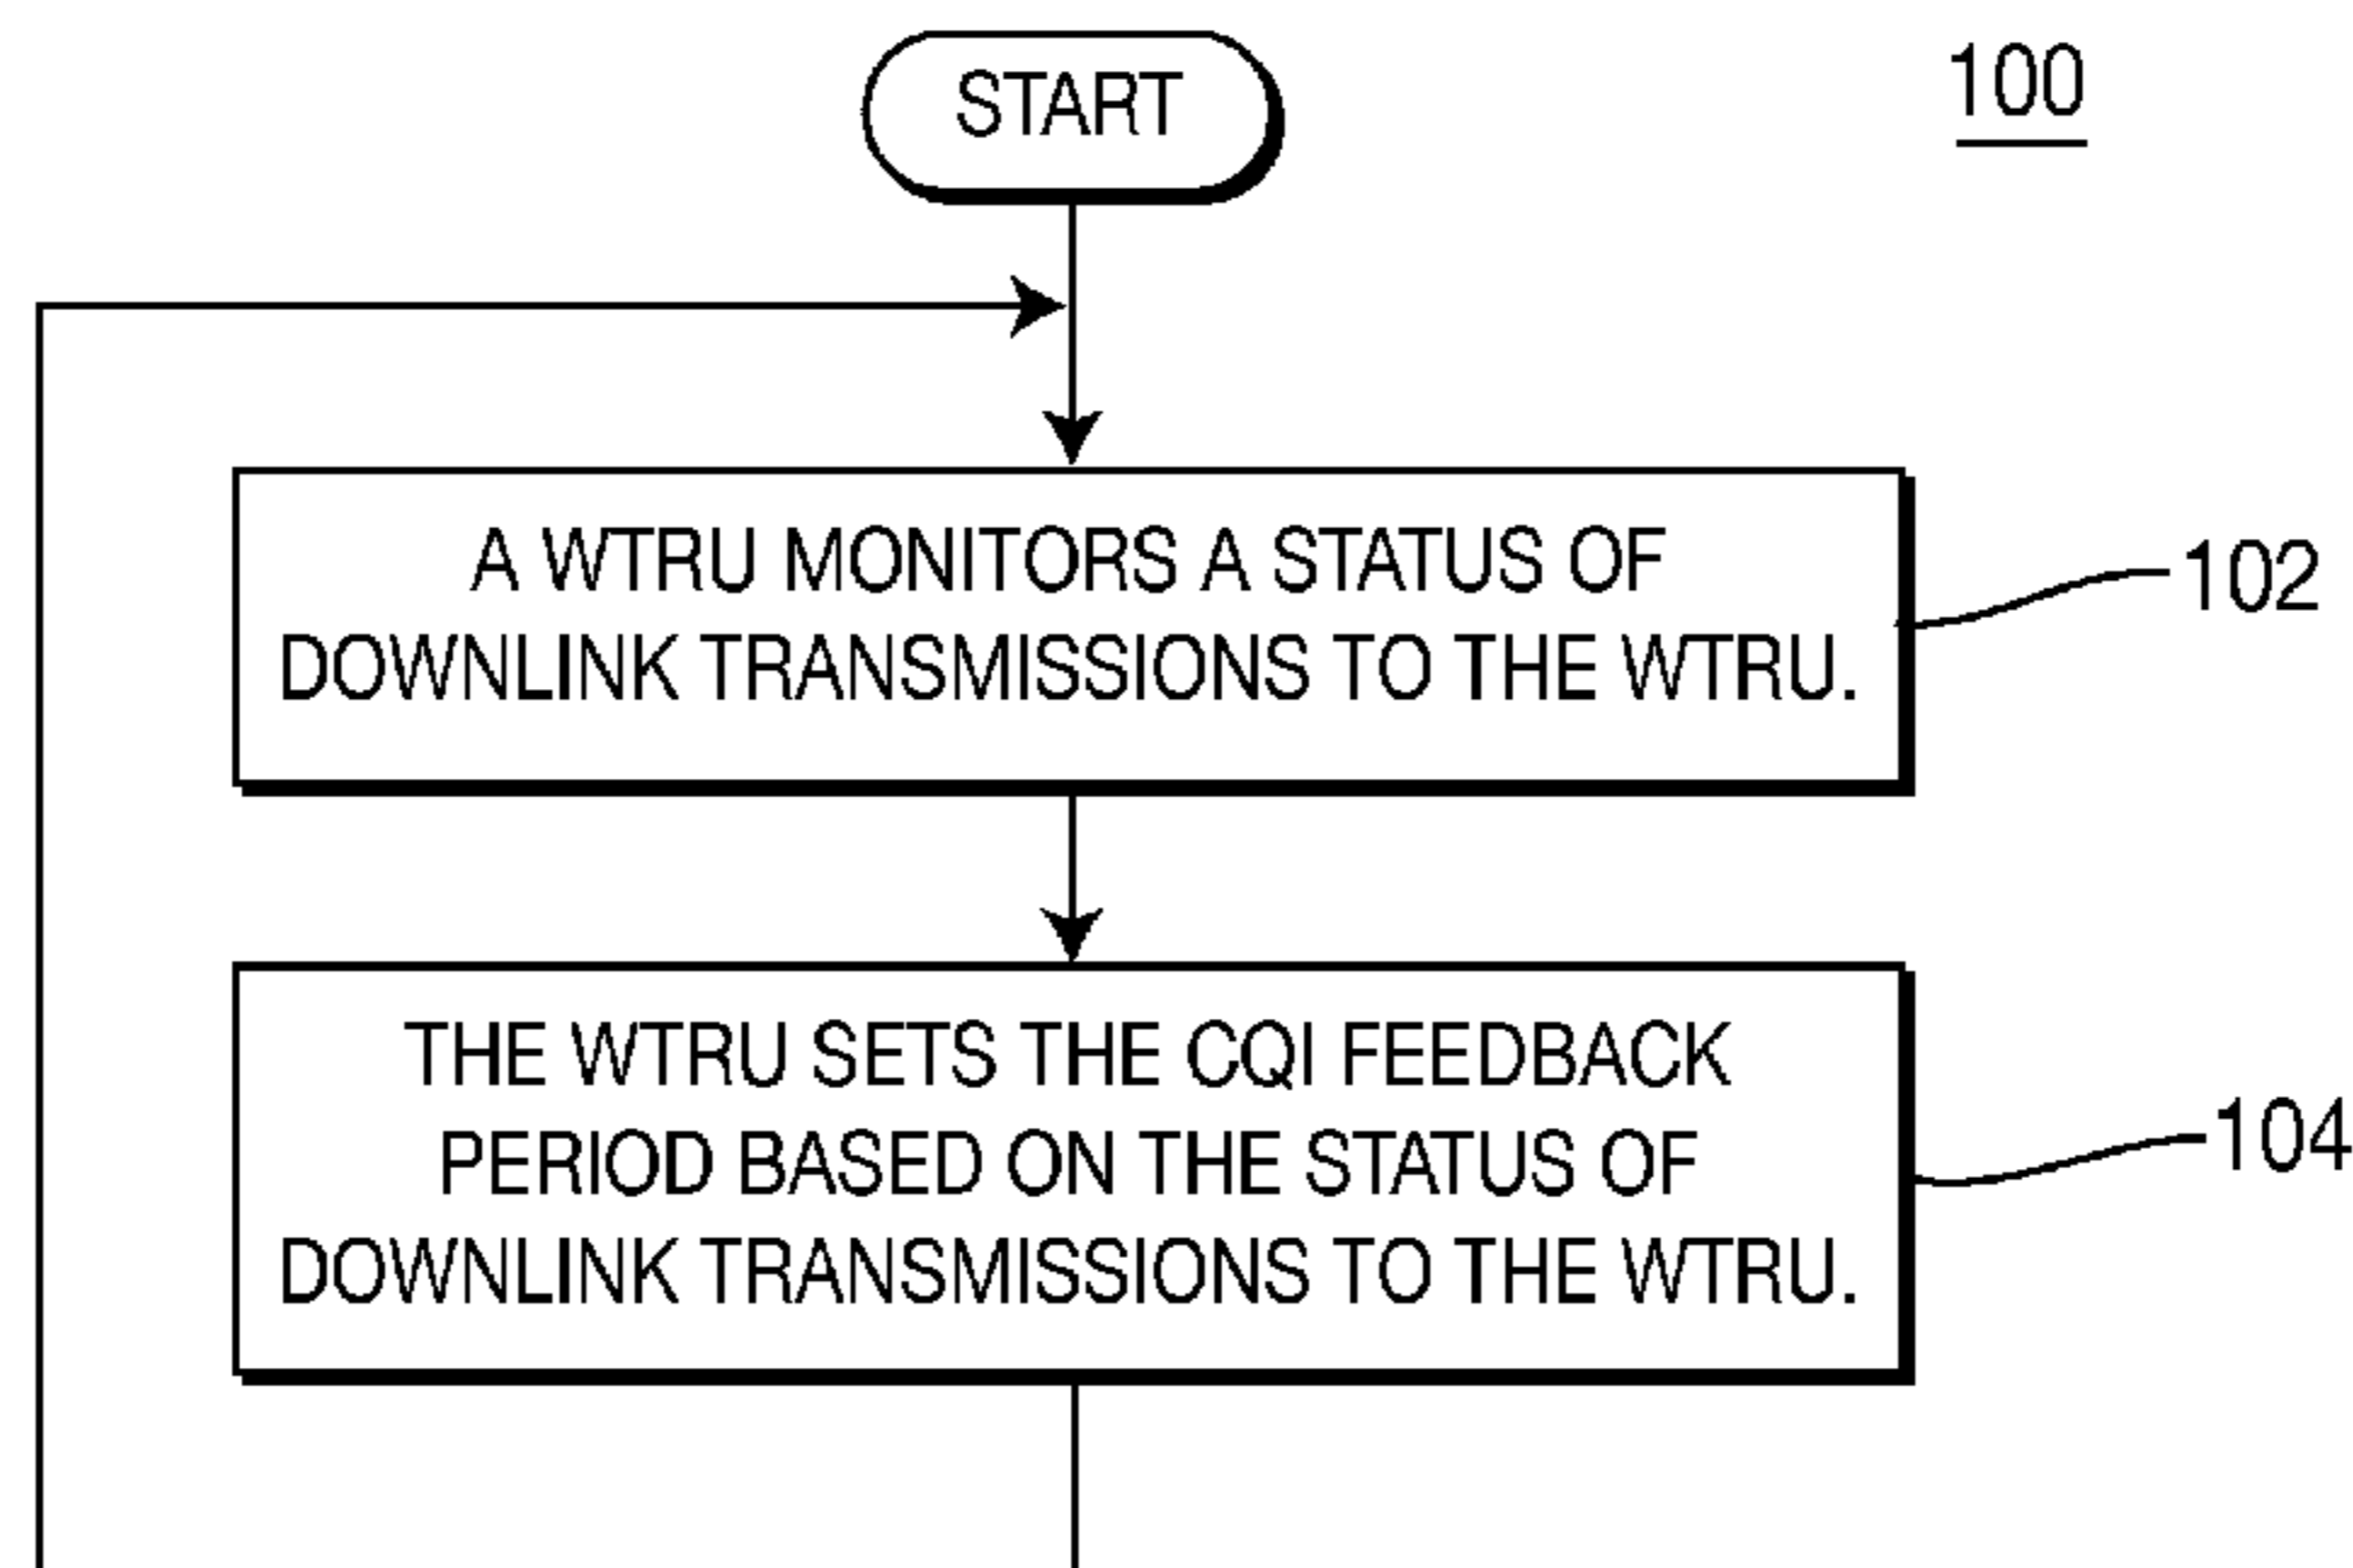 START
100
A WTRU MONITORS A STATUS OF
DOWNLINK TRANSMISSIONS TO THE WTRU.
102
THE WTRU SETS THE CQI FEEDBACK
PERIOD BASED ON THE STATUS OF
DOWNLINK TRANSMISSIONS TO THE WTRU.
104